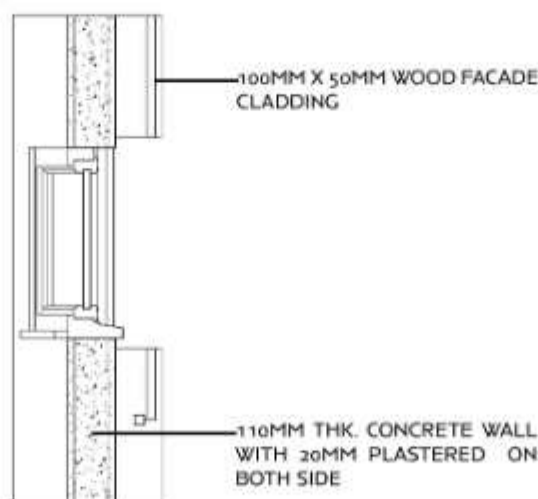 100MM X 50MM WOOD FACADE
CLADDING
110MM THK. CONCRETE WALL
WITH 20MM PLASTERED ON
BOTH SIDE